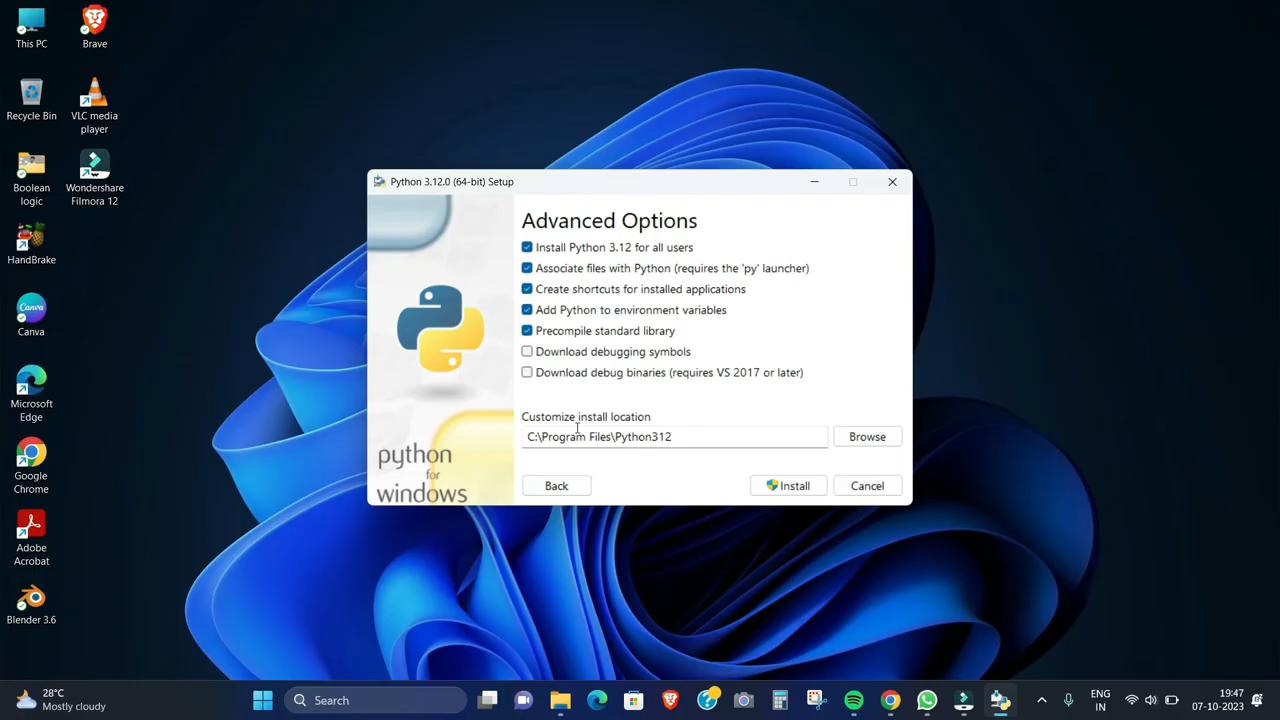 This PC
Brave
Recycle Bin
VLC media
player
Boolean
logic
Wondershare
Filmora 12
HandBrake
Canva
Canva
Microsoft
Edge
Google
Chrome
Adobe
Acrobat
Blender 3.6
Python 3.12.0 (64-bit) Setup
Advanced Options
Install Python 3.12 for all users
Associate files with Python (requires the 'py' launcher)
Create shortcuts for installed applications
Add Python to environment variables
Precompile standard library
Download debugging symbols
Download debug binaries (requires VS 2017 or later)
Customize install location
C:\Program Files\Python312
Browse
python
for
windows
Back
Install
Cancel
28°C
Mostly cloudy
Search
ENG
IN
19:47
07-10-2023